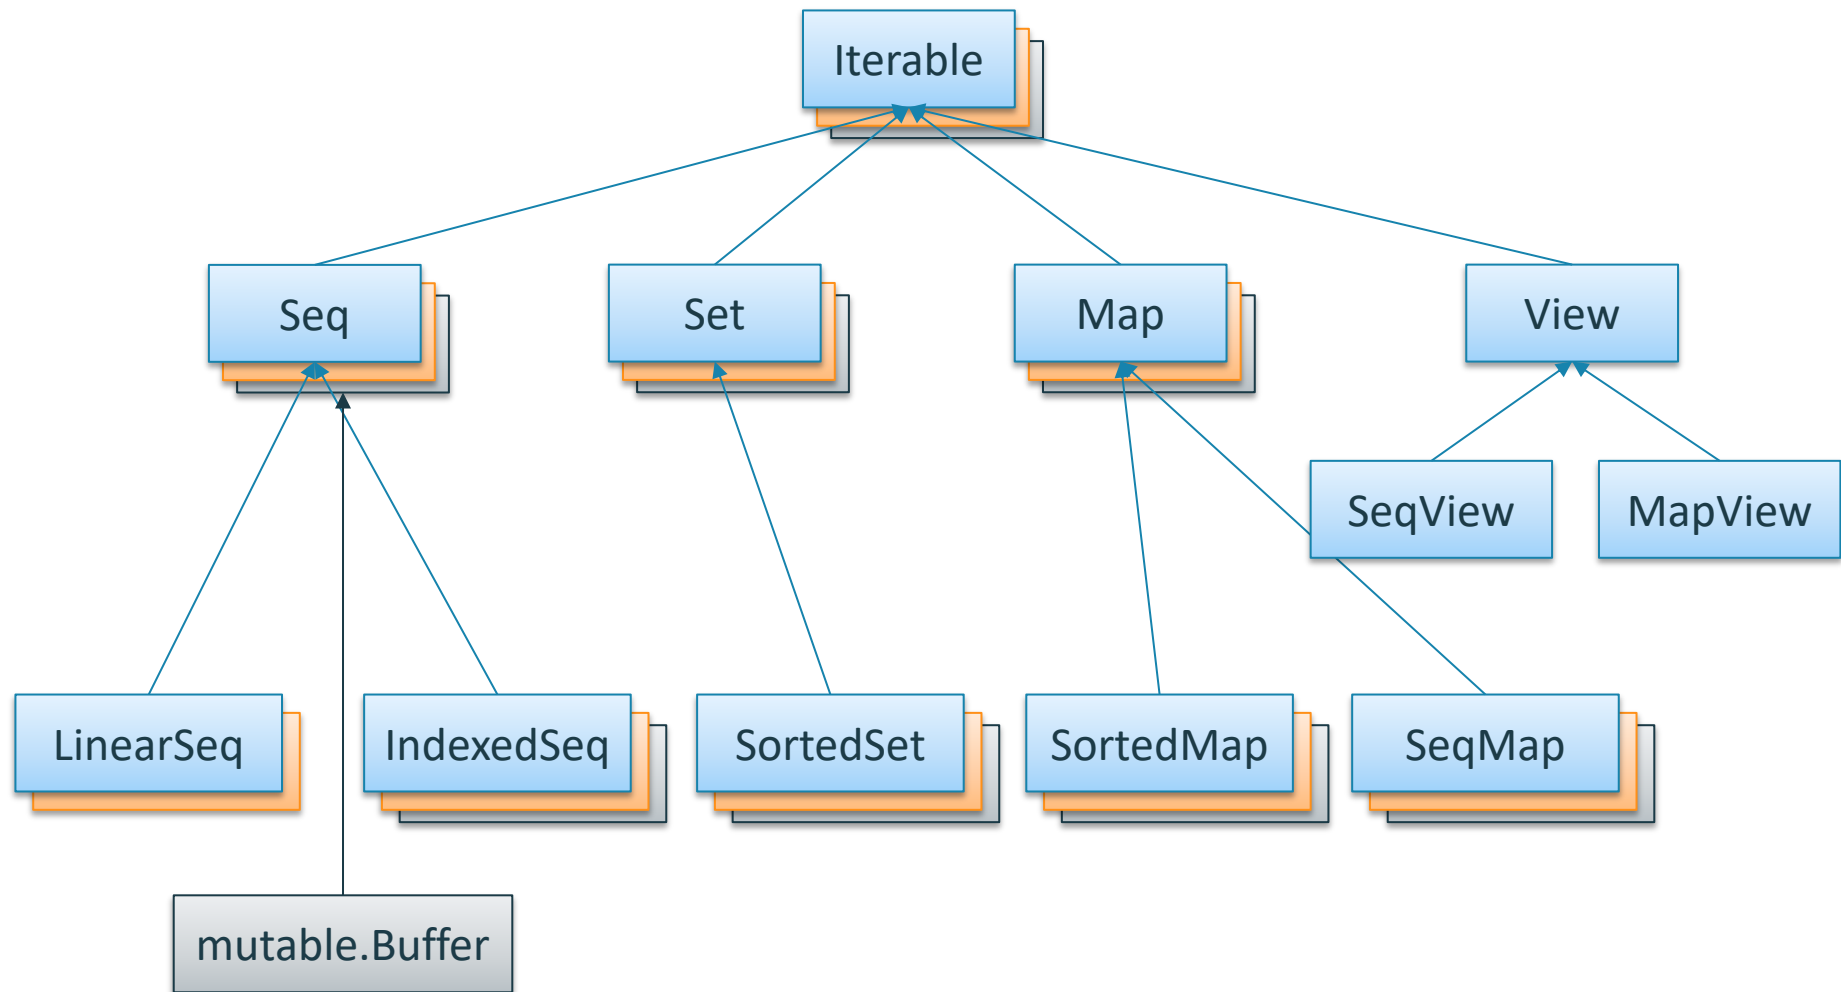 Iterable
Seq
Set
Map
View
SeqView
MapView
LinearSeq
IndexedSeq
SortedSet
SortedMap
SeqMap
mutable.Buffer